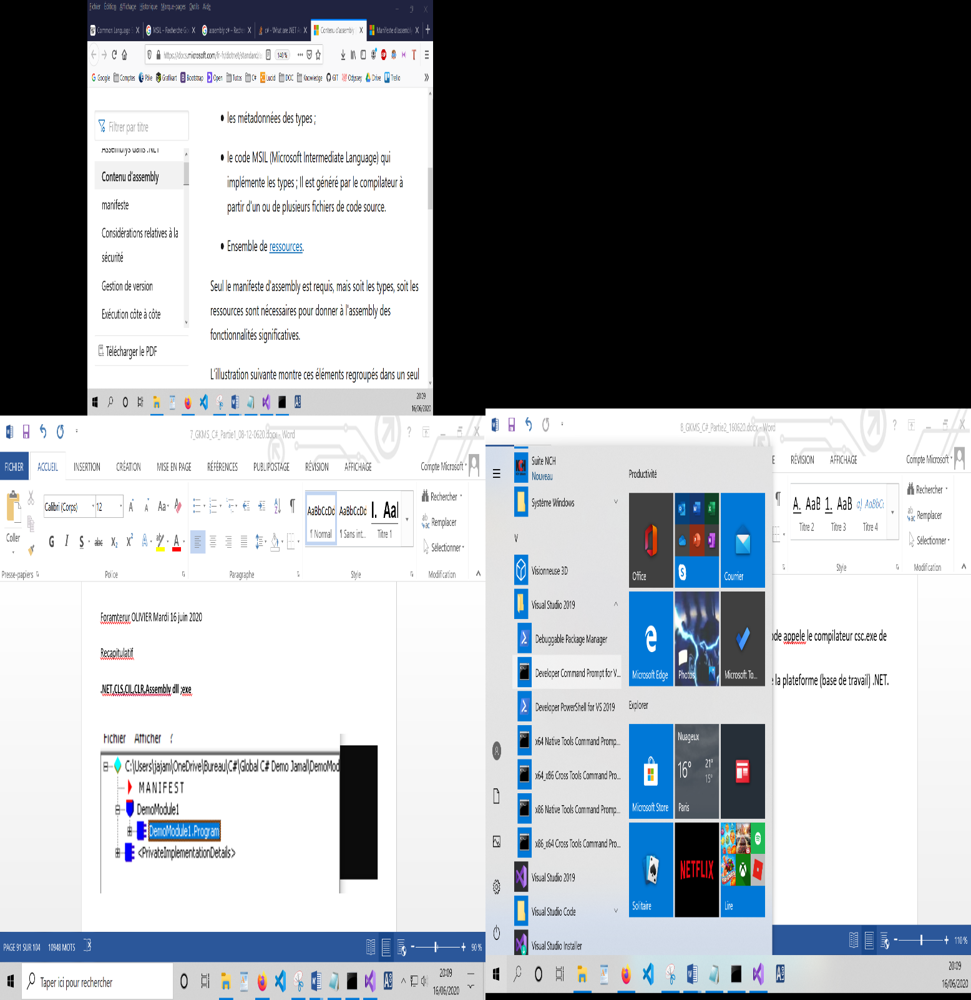 Fichier Édition Affichage Historique Marque-pages Outils Aide
Common Language
MSIL – Recherche Go
assembly c# – Recher
c# - What are .NET A
Contenu d'assembly
Manifeste d'assembly
https://docs.microsoft.com/fr-fr/dotnet/standard/a
140 %
Google Comptes Pôle Grafikart Bootstrap Open Tutos C# Lucid DOC Knowledge GIT Odyssey Drive Trello
Filtrer par titre
Assemblys dans .NET
Contenu d'assembly
manifeste
Considérations relatives à la
sécurité
Gestion de version
Exécution côte à côte
Télécharger le PDF
• les métadonnées des types ;
• le code MSIL (Microsoft Intermediate Language) qui
implémente les types ; Il est généré par le compilateur à
partir d'un ou de plusieurs fichiers de code source.
• Ensemble de ressources.
Seul le manifeste d'assembly est requis, mais soit les types, soit les
ressources sont nécessaires pour donner à l'assembly des
fonctionnalités significatives.
L'illustration suivante montre ces éléments regroupés dans un seul
20:09
16/06/2020
7_GKMS_C#_Partie1_08-12-0620.docx - Word
FICHIER ACCUEIL INSERTION CRÉATION MISE EN PAGE RÉFÉRENCES PUBLIPOSTAGE RÉVISION AFFICHAGE
Compte Microsoft
Coller
Calibri (Corps) 12
G I S abc X₂ X²
AaBbCcDd AaBbCcDd I. Aal
¶ Normal ¶ Sans int... Titre 1
Rechercher
Remplacer
Sélectionner
Presse-papiers Police Paragraphe Style Modification
Foramterur OLIVIER Mardi 16 juin 2020
Recapitulatif
.NET,CLS,CIL,CLR,Assembly dll ;exe
Fichier Afficher ?
C:\Users\jajam\OneDrive\Bureau\C#\Global C# Demo Jamal\DemoMod
MANIFEST
DemoModule1
DemoModule1.Program
<PrivateImplementationDetails>
PAGE 91 SUR 104 10948 MOTS
90 %
Taper ici pour rechercher
20:09
16/06/2020
8_GKMS_C#_Partie2_160620.docx - Word
E RÉVISION AFFICHAGE
Compte Microsoft
A. AaB 1. AaB a) AaBbCc
Titre 2 Titre 3 Titre 4
Rechercher
Remplacer
Sélectionner
Style Modification
ode appele le compilateur csc.exe de
la plateforme (base de travail) .NET.
Suite NCH
Nouveau
Système Windows
V
Visionneuse 3D
Visual Studio 2019
Debuggable Package Manager
Developer Command Prompt for V...
Developer PowerShell for VS 2019
x64 Native Tools Command Promp...
x64_x86 Cross Tools Command Pro...
x86 Native Tools Command Promp...
x86_x64 Cross Tools Command Pro...
Visual Studio 2019
Visual Studio Code
Visual Studio Installer
Productivité
Office
Courrier
Microsoft Edge
Photos
Microsoft To...
Explorer
Microsoft Store
Nuageux
16° 21°
15°
Paris
Solitaire
NETFLIX
Lire
110 %
20:09
16/06/2020